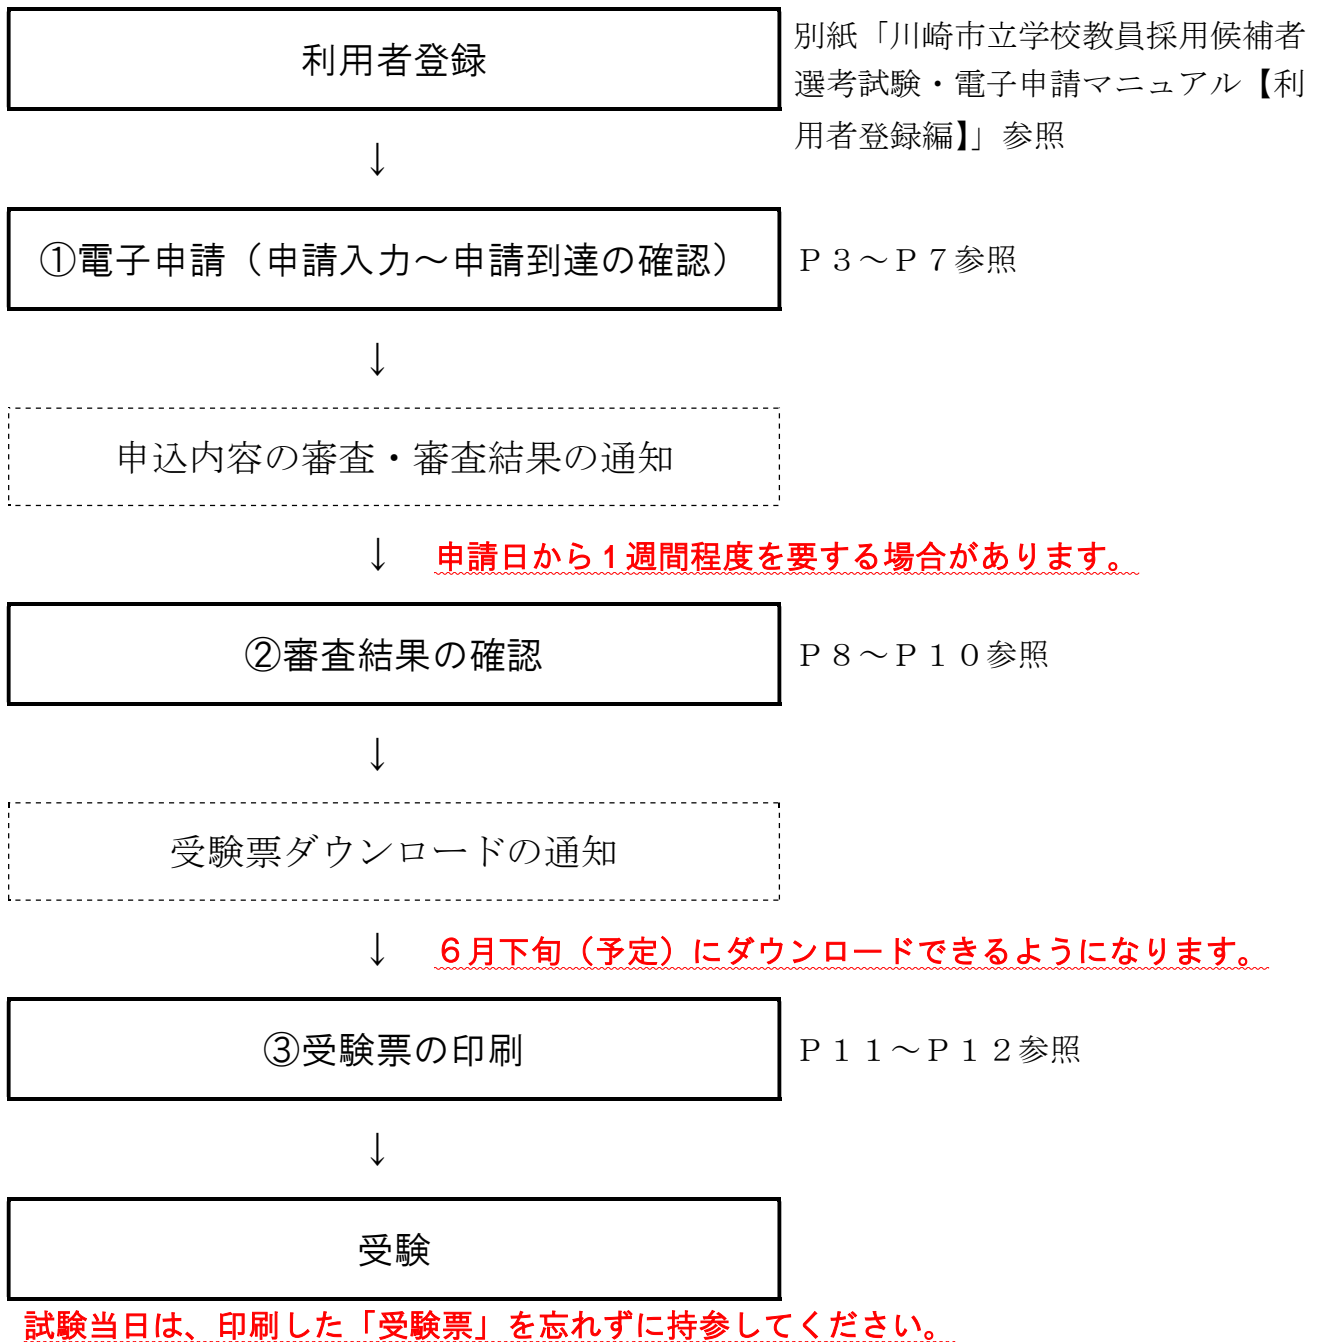 利用者登録
別紙「川崎市立学校教員採用候補者
選考試験・電子申請マニュアル【利
用者登録編】」参照
↓
①電子申請（申請入力～申請到達の確認）
Ｐ３～Ｐ７参照
↓
申込内容の審査・審査結果の通知
↓
申請日から１週間程度を要する場合があります。
②審査結果の確認
Ｐ８～Ｐ１０参照
↓
受験票ダウンロードの通知
↓
６月下旬（予定）にダウンロードできるようになります。
③受験票の印刷
Ｐ１１～Ｐ１２参照
↓
受験
試験当日は、印刷した「受験票」を忘れずに持参してください。